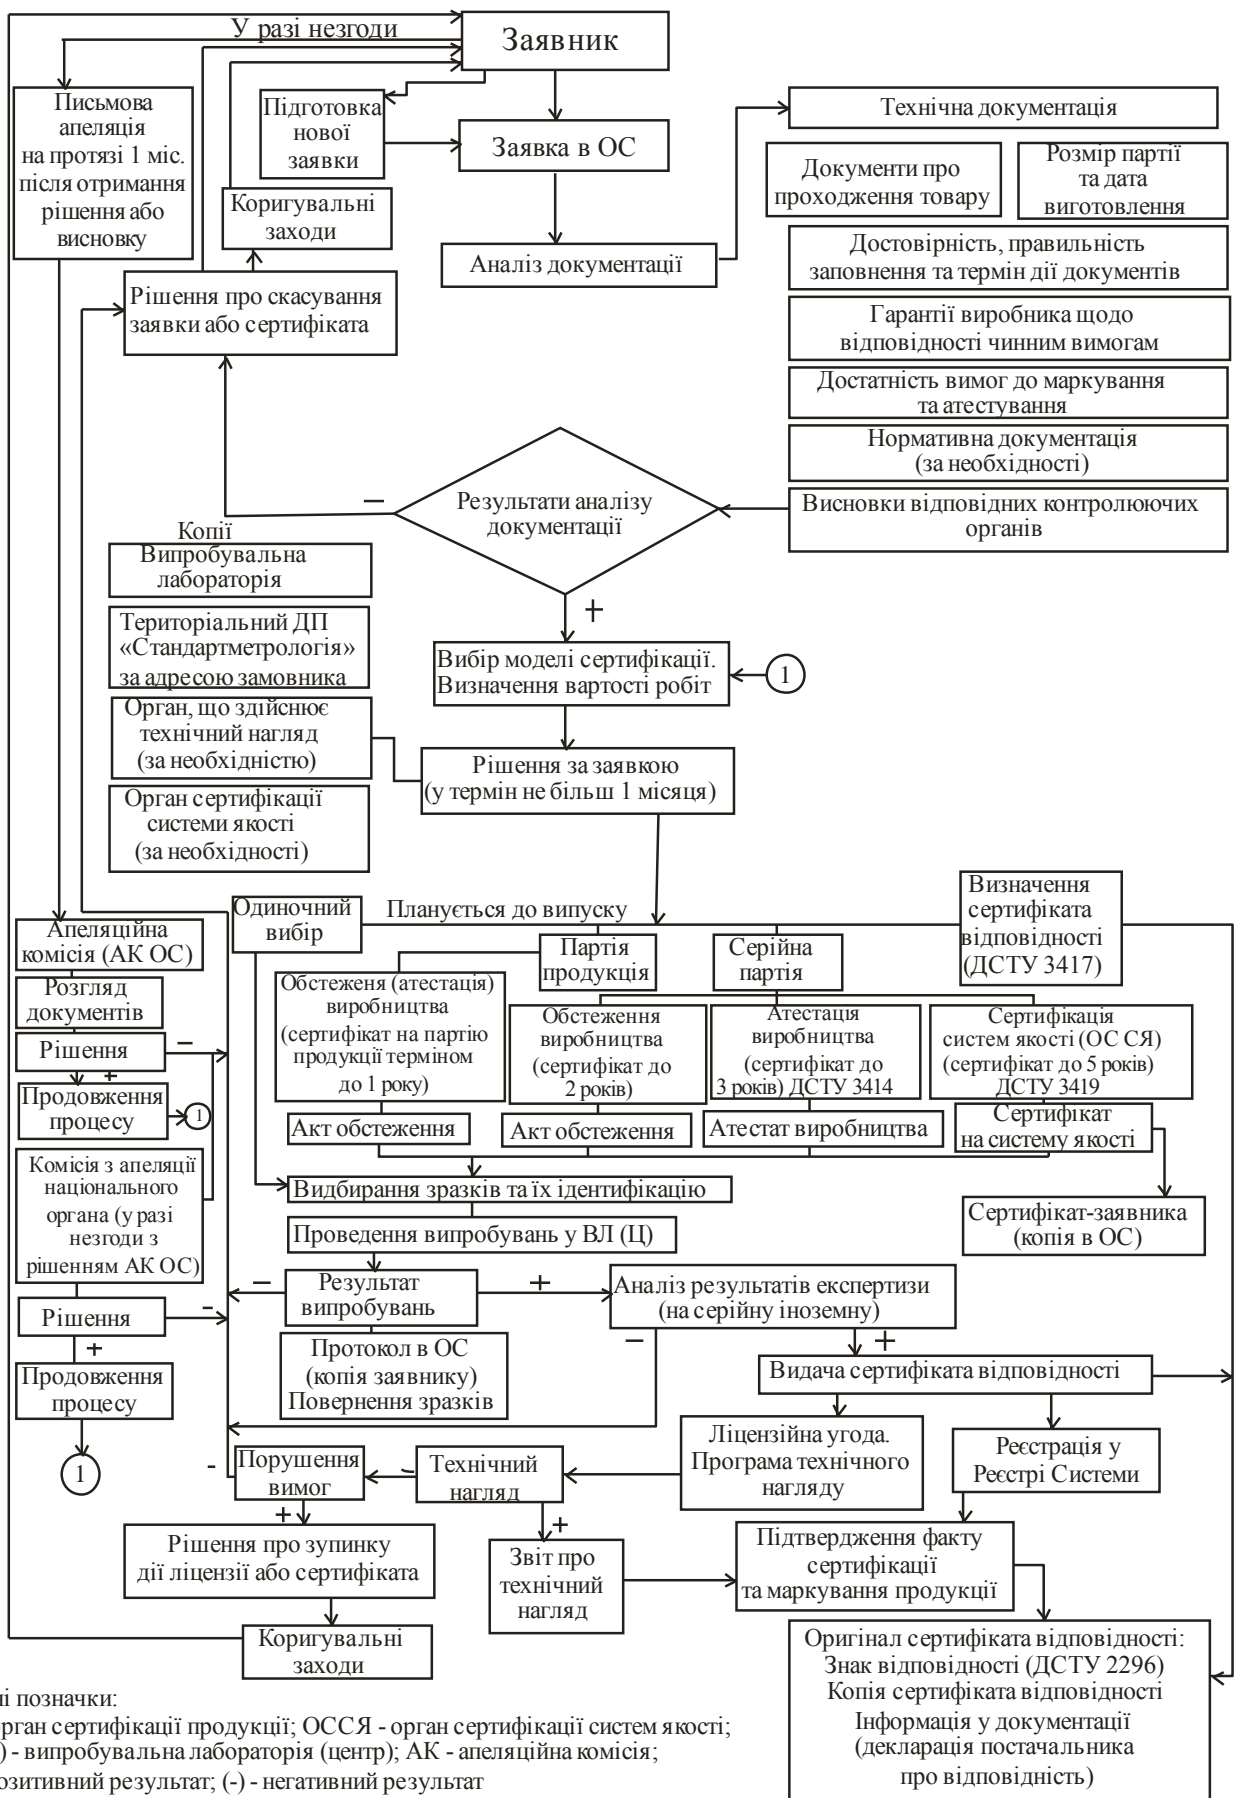 У разі незгоди
Заявник
Письмова
апеляція
на протязі 1 міс.
після отримання
рішення або
висновку
Підготовка
нової
заявки
Заявка в ОС
Технічна документація
Документи про
проходження товару
Розмір партії
та дата
виготовлення
Коригувальні
заходи
Аналіз документації
Достовірність, правильність
заповнення та термін дії документів
Рішення про скасування
заявки або сертифіката
Гарантії виробника щодо
відповідності чинним вимогам
Достатність вимог до маркування
та атестування
Нормативна документація
(за необхідності)
Висновки відповідних контролюючих
органів
Результати аналізу
документації
–
+
Копії
Випробувальна
лабораторія
Територіальний ДП
«Стандартметрологія»
за адресою замовника
Орган, що здійснює
технічний нагляд
(за необхідністю)
Орган сертифікації
системи якості
(за необхідності)
Вибір моделі сертифікації.
Визначення вартості робіт
1
Рішення за заявкою
(у термін не більш 1 місяця)
Одиночний
вибір
Планується до випуску
Визначення
сертифіката
відповідності
(ДСТУ 3417)
Партія
продукція
Серійна
партія
Апеляційна
комісія (АК ОС)
Розгляд
документів
Рішення
–
+
Продовження
процесу
1
Обстеженя (атестація)
виробництва
(сертифікат на партію
продукції терміном
до 1 року)
Обстеження
виробництва
(сертифікат до
2 років)
Атестація
виробництва
(сертифікат до
3 років) ДСТУ 3414
Сертифікація
систем якості (ОС СЯ)
(сертифікат до 5 років)
ДСТУ 3419
Акт обстеження
Акт обстеження
Атестат виробництва
Сертифікат
на систему якості
Комісія з апеляції
національного
органа (у разі
незгоди з
рішенням АК ОС)
Видбирання зразків та їх ідентифікацію
Сертифікат-заявника
(копія в ОС)
Проведення випробувань у ВЛ (Ц)
–
Результат
випробувань
+
Аналіз результатів експертизи
(на серійну іноземну)
Рішення
-
+
Продовження
процесу
1
Протокол в ОС
(копія заявнику)
Повернення зразків
–
+
Видача сертифіката відповідності
Ліцензійна угода.
Програма технічного
нагляду
Реєстрація у
Реєстрі Системи
-
Порушення
вимог
Технічний
нагляд
+
+
Рішення про зупинку
дії ліцензії або сертифіката
Звіт про
технічний
нагляд
Підтвердження факту
сертифікації
та маркування продукції
Коригувальні
заходи
Оригінал сертифіката відповідності:
Знак відповідності (ДСТУ 2296)
Копія сертифіката відповідності
Інформація у документації
(декларація постачальника
про відповідність)
ні позначки:
орган сертифікації продукції; ОССЯ - орган сертифікації систем якості;
) - випробувальна лабораторія (центр); АК - апеляційна комісія;
озитивний результат; (-) - негативний результат